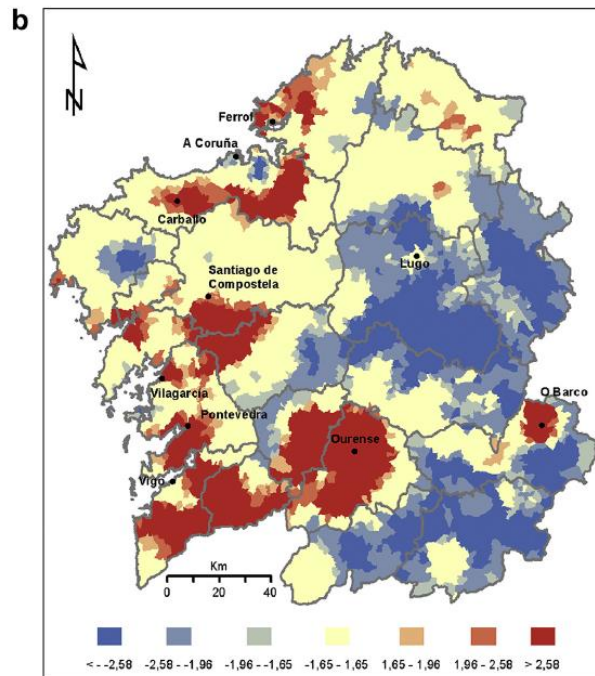 b
N
Ferrol
A Coruña
Carballo
Santiago de
Compostela
Lugo
Vilagarcía
Pontevedra
O Barco
Ourense
Vigo
Km
0 20 40
< - -2,58 -2,58 - -1,96 -1,96 - -1,65 -1,65 - 1,65 1,65 - 1,96 1,96 - 2,58 > 2,58